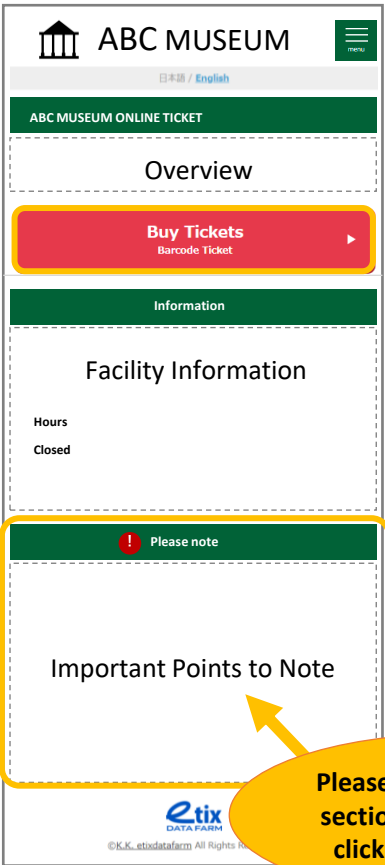 ABC MUSEUM
menu
日本語 / English
ABC MUSEUM ONLINE TICKET
Overview
Buy Tickets
Barcode Ticket
Information
Facility Information
Hours
Closed
! Please note
Important Points to Note
Please
sectio
click
etix
DATA FARM
©K.K. etixdatafarm All Rights R